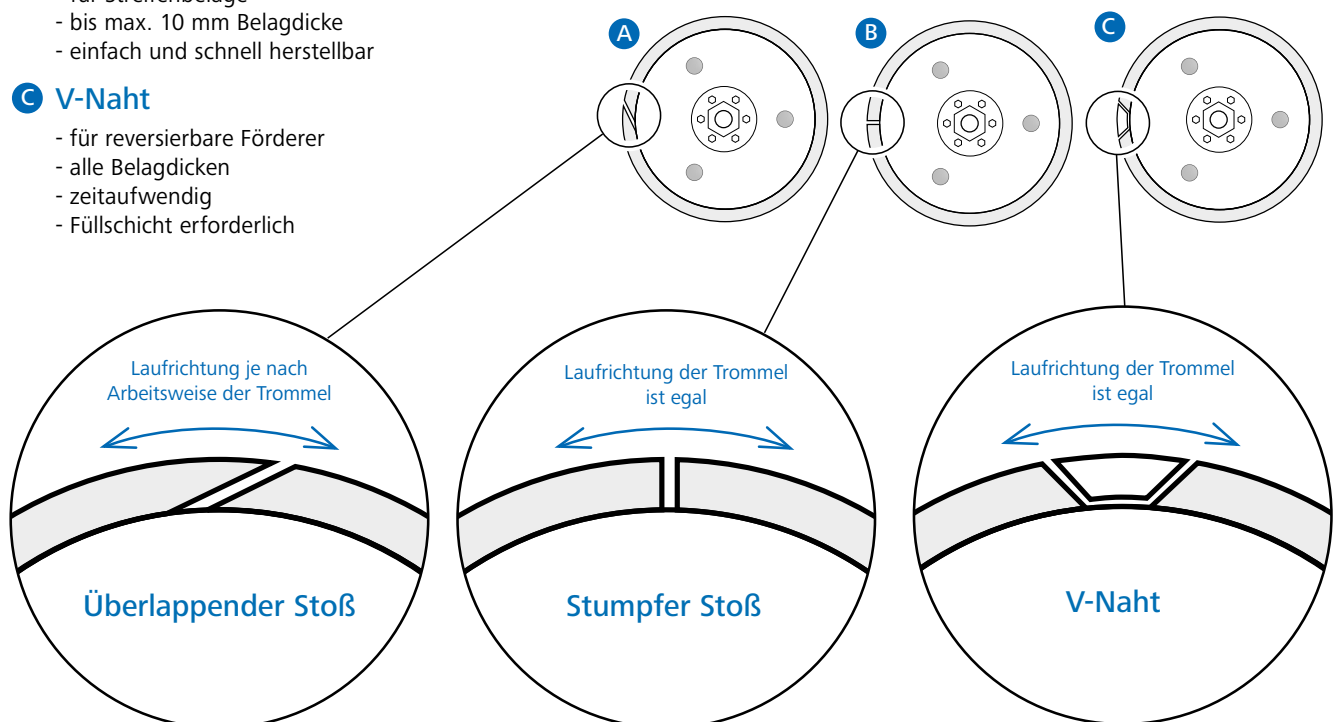 - für Streifenbeläge
- bis max. 10 mm Belagdicke
- einfach und schnell herstellbar
C V-Naht
- für reversierbare Förderer
- alle Belagdicken
- zeitaufwendig
- Füllschicht erforderlich
A
B
C
Laufrichtung je nach
Arbeitsweise der Trommel
Überlappender Stoß
Laufrichtung der Trommel
ist egal
Stumpfer Stoß
Laufrichtung der Trommel
ist egal
V-Naht